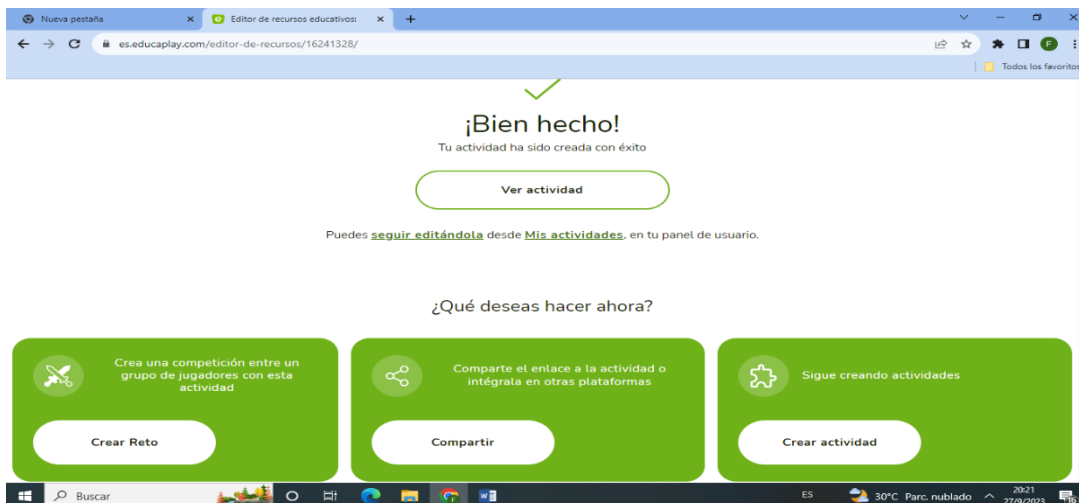 Nueva pestaña
Editor de recursos educativos:
es.educaplay.com/editor-de-recursos/16241328/
F
Todos los favoritos
¡Bien hecho!
Tu actividad ha sido creada con éxito
Ver actividad
Puedes seguir editándola desde Mis actividades, en tu panel de usuario.
¿Qué deseas hacer ahora?
Crea una competición entre un
grupo de jugadores con esta
actividad
Crear Reto
Comparte el enlace a la actividad o
intégrala en otras plataformas
Compartir
Sigue creando actividades
Crear actividad
Buscar
ES
30°C Parc. nublado
20:21
27/9/2023
16